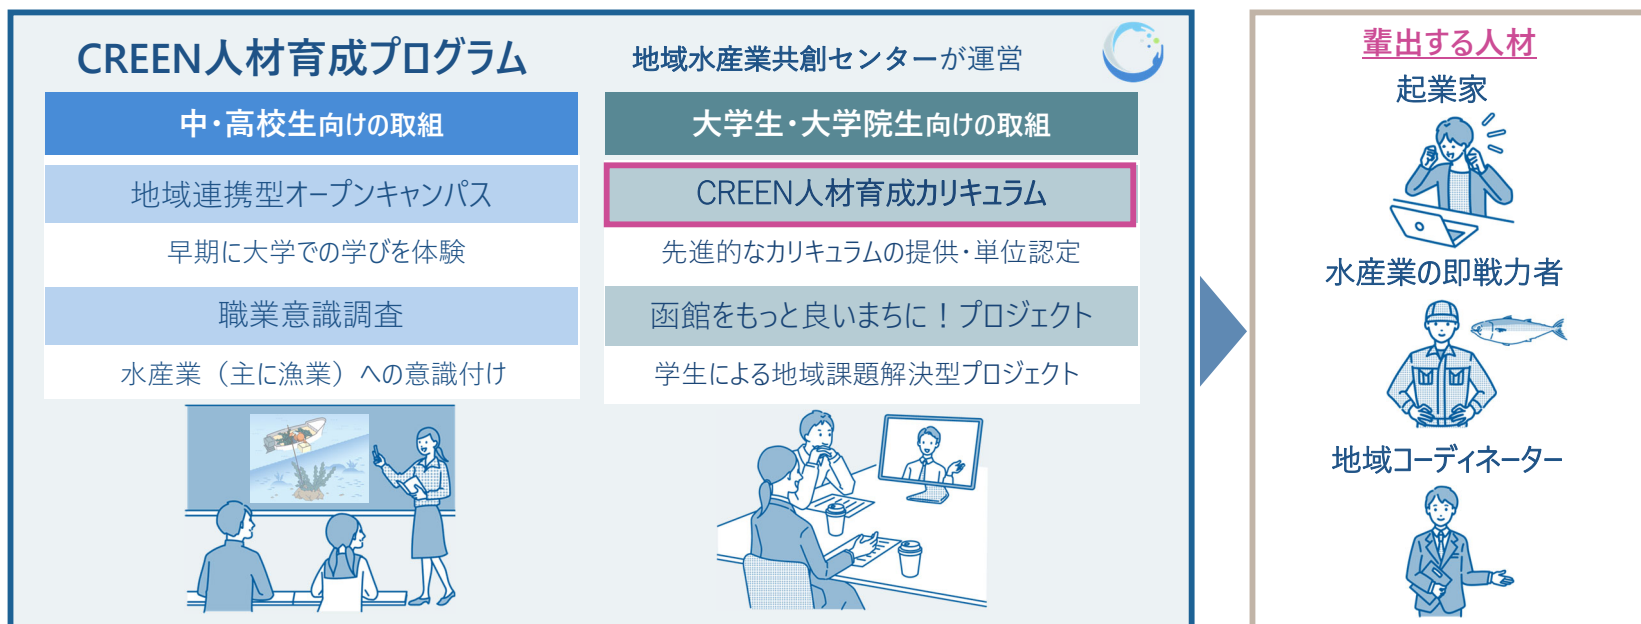 CREEN人材育成プログラム
地域水産業共創センターが運営
中・高校生向けの取組
地域連携型オープンキャンパス
早期に大学での学びを体験
職業意識調査
水産業（主に漁業）への意識付け
大学生・大学院生向けの取組
CREEN人材育成カリキュラム
先進的なカリキュラムの提供・単位認定
函館をもっと良いまちに！プロジェクト
学生による地域課題解決型プロジェクト
輩出する人材
起業家
水産業の即戦力者
地域コーディネーター